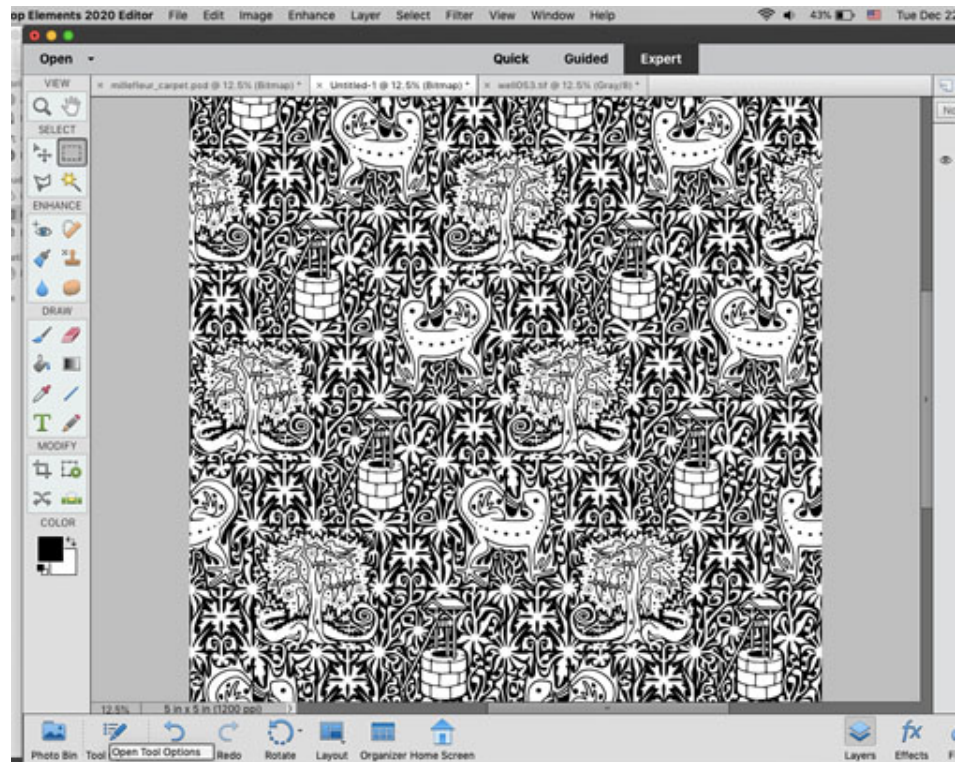 op Elements 2020 Editor File Edit Image Enhance Layer Select Filter View Window Help 43% Tue Dec 22
Open Quick Guided Expert
VIEW × millefleur_carpet.psd @ 12.5% (Bitmap) * × Untitled-1 @ 12.5% (Bitmap) * × well053.tif @ 12.5% (Gray/8) *
No
SELECT
ENHANCE
DRAW
T
MODIFY
COLOR
12.5% 5 in x 5 in (1200 ppi)
Photo Bin Tool Open Tool Options Redo Rotate Layout Organizer Home Screen Layers fx Effects F